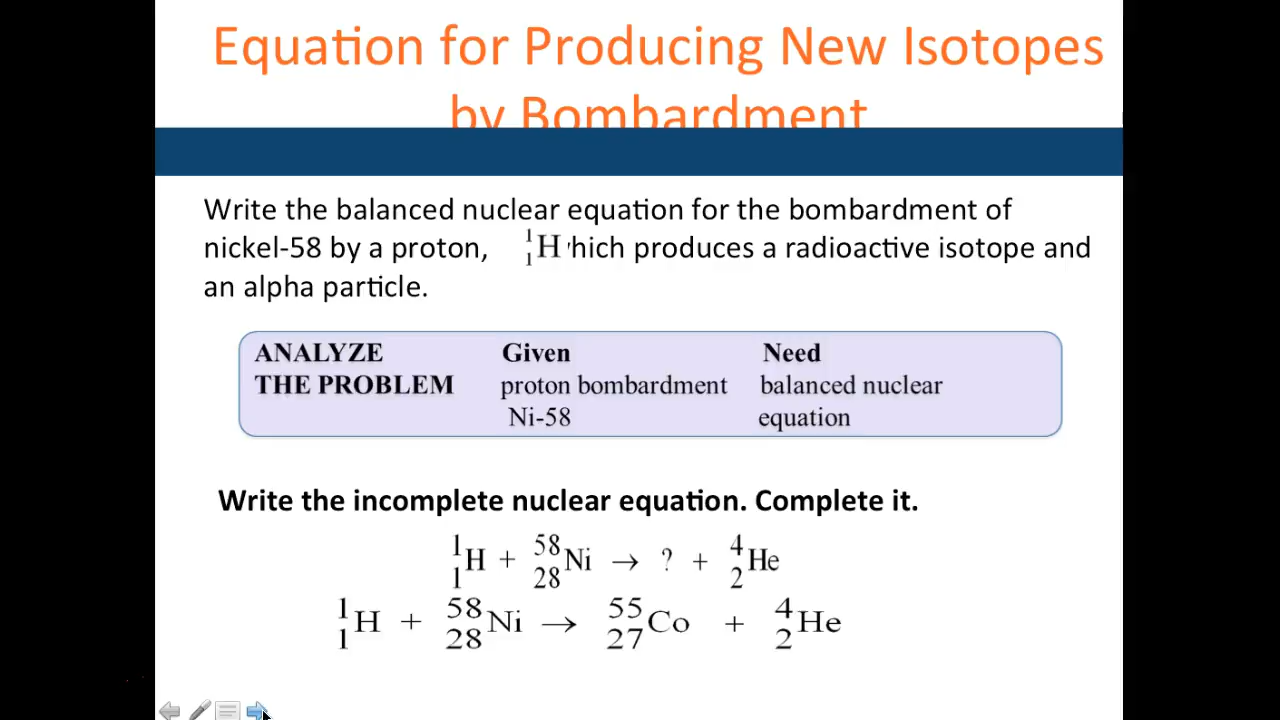 Equation for Producing New Isotopes
by Bombardment
Write the balanced nuclear equation for the bombardment of
nickel-58 by a proton, ¹₁H which produces a radioactive isotope and
an alpha particle.
ANALYZE Given Need
THE PROBLEM proton bombardment balanced nuclear
Ni-58 equation
Write the incomplete nuclear equation. Complete it.
¹₁H + ⁵⁸₂₈Ni → ? + ⁴₂He
¹₁H + ⁵⁸₂₈Ni → ⁵⁵₂₇Co + ⁴₂He